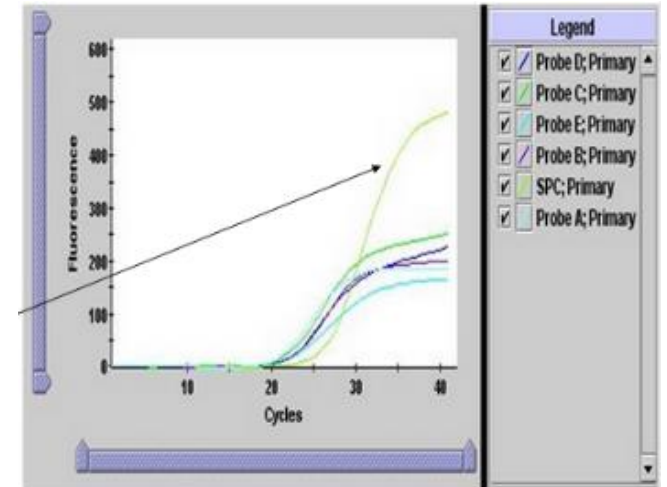 Legend
Probe D; Primary
Probe C; Primary
Probe E; Primary
Probe B; Primary
SPC; Primary
Probe A; Primary
Fluorescence
600
500
400
300
200
100
0
10 20 30 40
Cycles